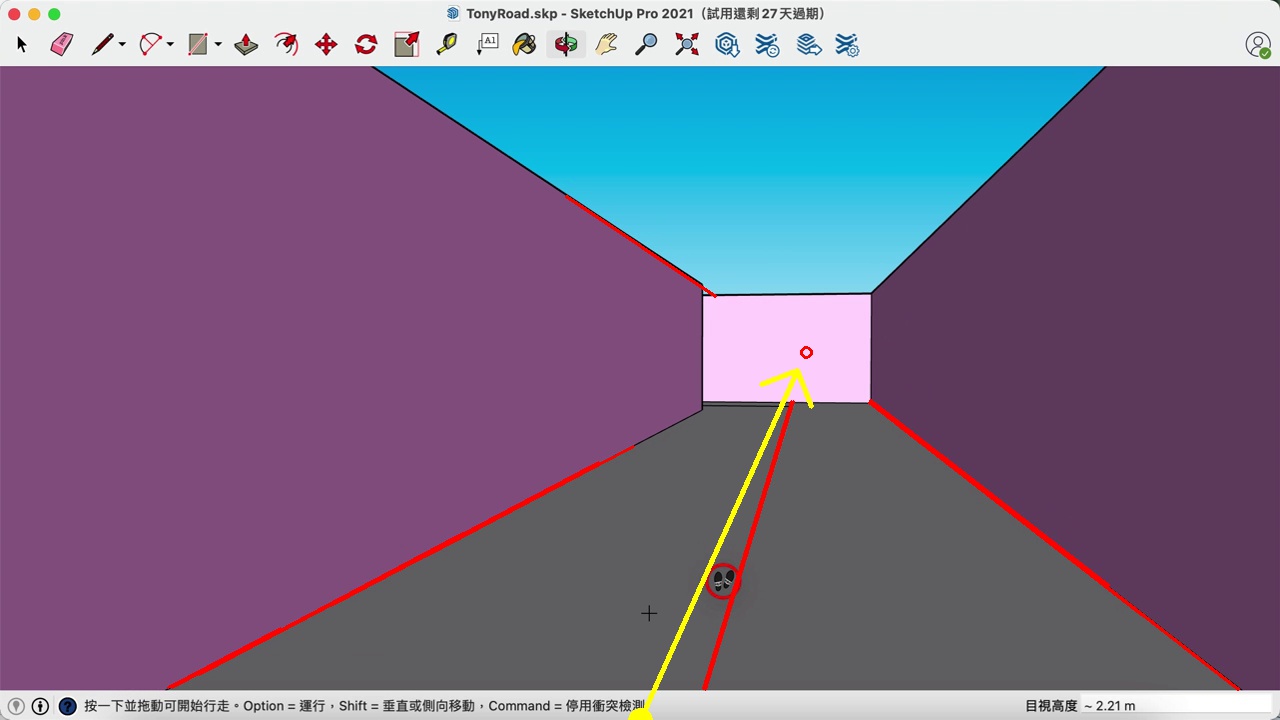 TonyRoad.skp - SketchUp Pro 2021（試用還剩 27 天過期）
A1
按一下並拖動可開始行走。Option = 運行，Shift = 垂直或側向移動，Command = 停用衝突檢測
目視高度 ~ 2.21 m